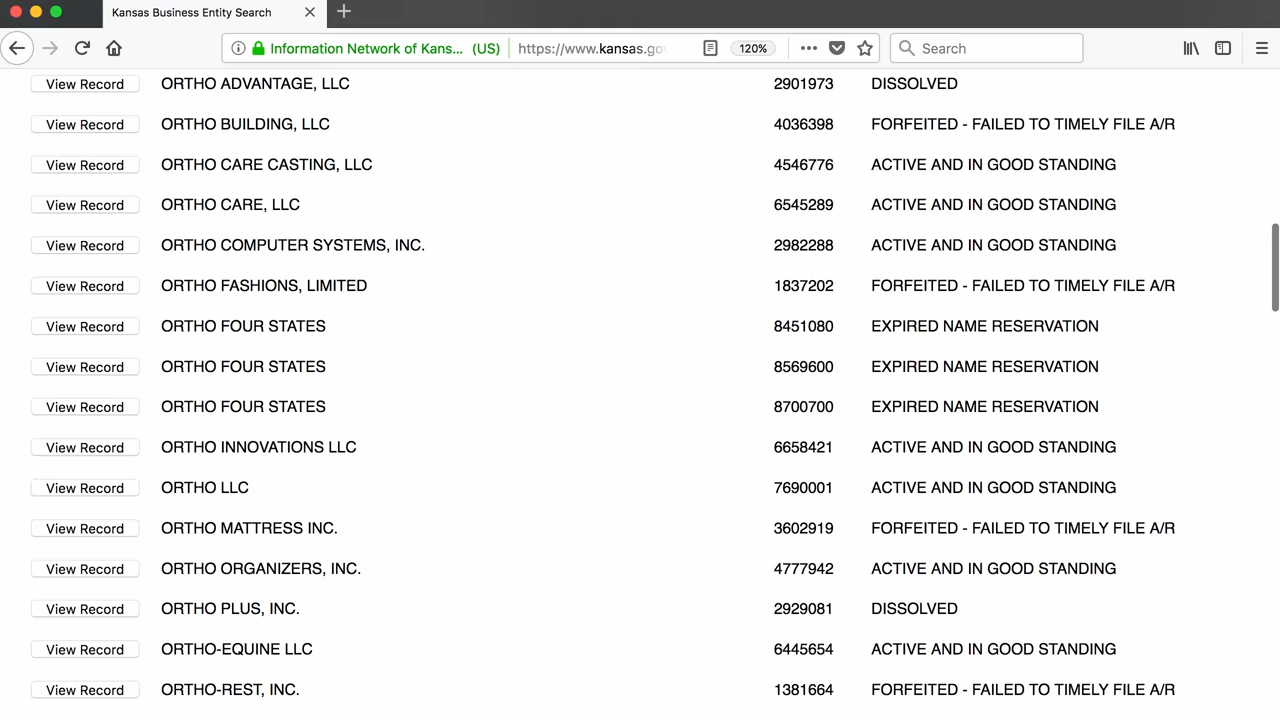 Kansas Business Entity Search
Information Network of Kans... (US) https://www.kansas.gov 120% Search
View Record ORTHO ADVANTAGE, LLC 2901973 DISSOLVED
View Record ORTHO BUILDING, LLC 4036398 FORFEITED - FAILED TO TIMELY FILE A/R
View Record ORTHO CARE CASTING, LLC 4546776 ACTIVE AND IN GOOD STANDING
View Record ORTHO CARE, LLC 6545289 ACTIVE AND IN GOOD STANDING
View Record ORTHO COMPUTER SYSTEMS, INC. 2982288 ACTIVE AND IN GOOD STANDING
View Record ORTHO FASHIONS, LIMITED 1837202 FORFEITED - FAILED TO TIMELY FILE A/R
View Record ORTHO FOUR STATES 8451080 EXPIRED NAME RESERVATION
View Record ORTHO FOUR STATES 8569600 EXPIRED NAME RESERVATION
View Record ORTHO FOUR STATES 8700700 EXPIRED NAME RESERVATION
View Record ORTHO INNOVATIONS LLC 6658421 ACTIVE AND IN GOOD STANDING
View Record ORTHO LLC 7690001 ACTIVE AND IN GOOD STANDING
View Record ORTHO MATTRESS INC. 3602919 FORFEITED - FAILED TO TIMELY FILE A/R
View Record ORTHO ORGANIZERS, INC. 4777942 ACTIVE AND IN GOOD STANDING
View Record ORTHO PLUS, INC. 2929081 DISSOLVED
View Record ORTHO-EQUINE LLC 6445654 ACTIVE AND IN GOOD STANDING
View Record ORTHO-REST, INC. 1381664 FORFEITED - FAILED TO TIMELY FILE A/R